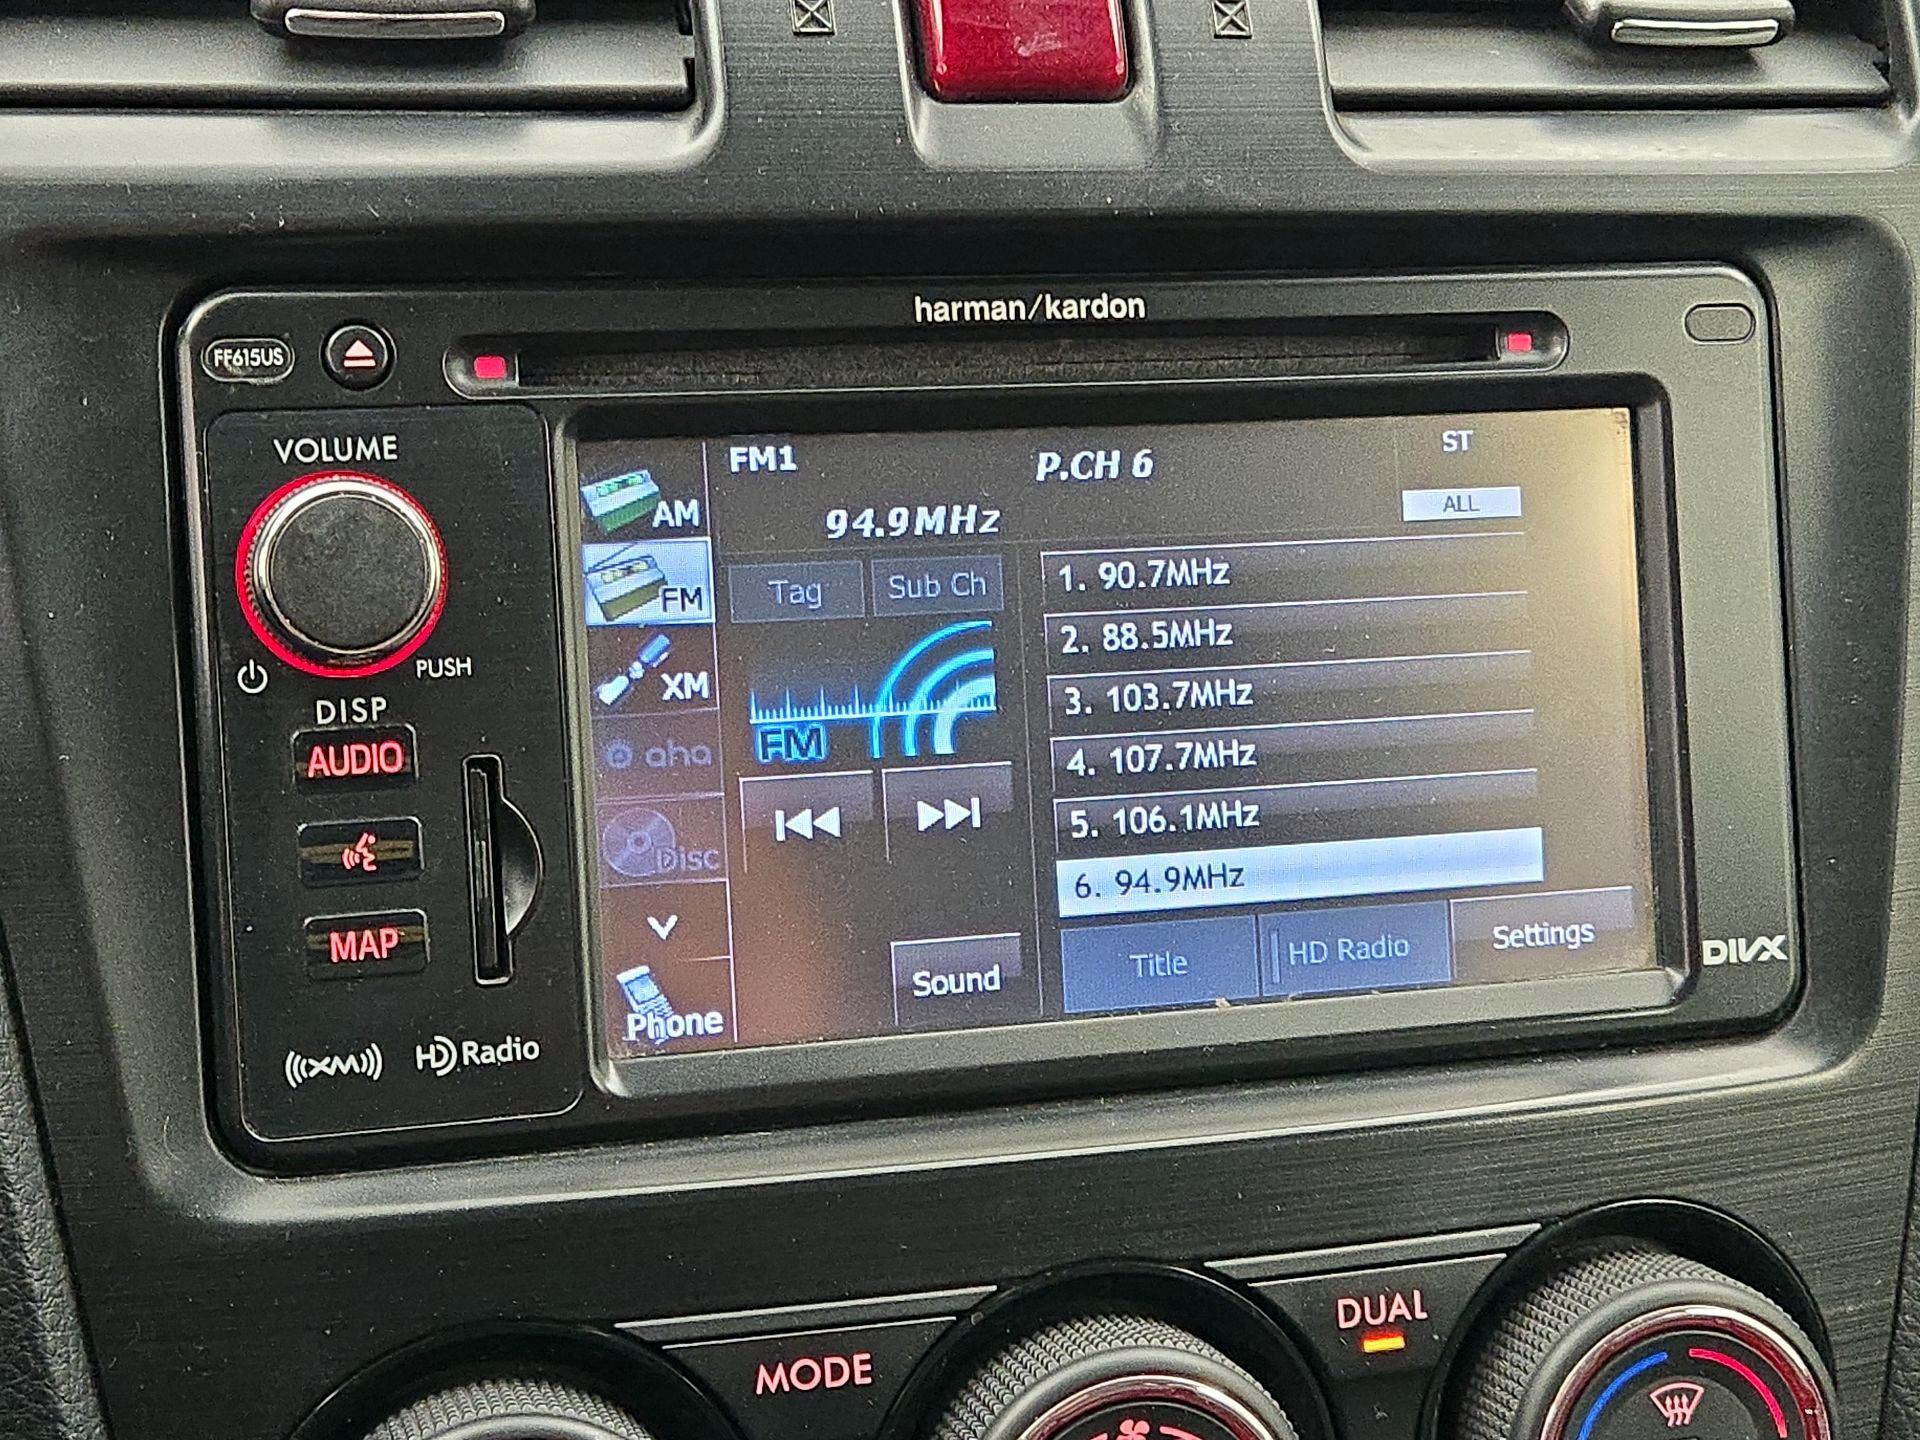 harman/kardon
FF615US
VOLUME
PUSH
DISP
AUDIO
MAP
((XM))
HD Radio
AM
FM
XM
aha
Disc
Phone
FM1
P.CH 6
ST
ALL
94.9MHz
Tag
Sub Ch
FM
Sound
1. 90.7MHz
2. 88.5MHz
3. 103.7MHz
4. 107.7MHz
5. 106.1MHz
6. 94.9MHz
Title
HD Radio
Settings
DIVX
MODE
DUAL